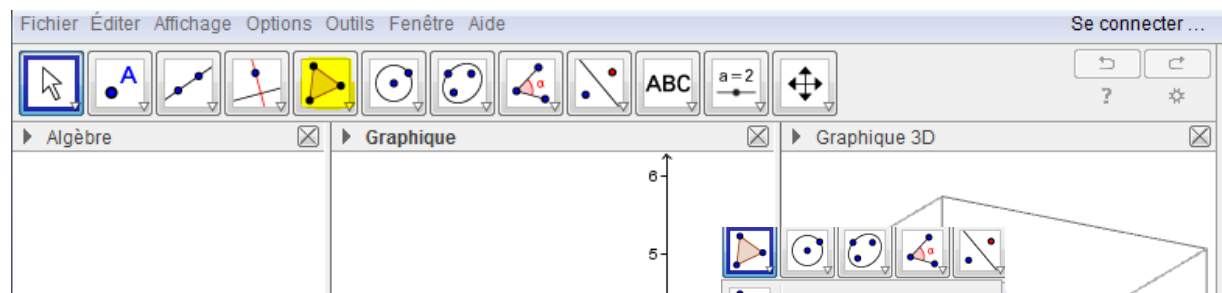 Fichier Éditer Affichage Options Outils Fenêtre Aide Se connecter ...
A α ABC a=2 ?
Algèbre Graphique Graphique 3D
6
α
5